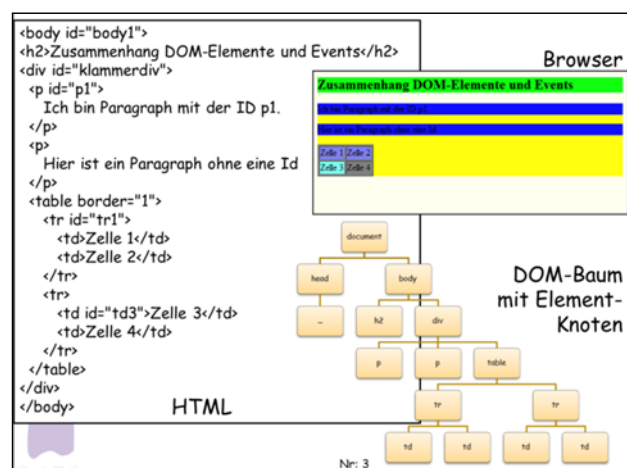 <body id="body1">
<h2>Zusammenhang DOM-Elemente und Events</h2>
<div id="klammerdiv">
<p id="p1">
Ich bin Paragraph mit der ID p1.
</p>
<p>
Hier ist ein Paragraph ohne eine Id
</p>
<table border="1">
<tr id="tr1">
<td>Zelle 1</td>
<td>Zelle 2</td>
</tr>
<tr>
<td id="td3">Zelle 3</td>
<td>Zelle 4</td>
</tr>
</table>
</div>
</body>
HTML
Browser
Zusammenhang DOM-Elemente und Events
Ich bin Paragraph mit der ID p1.
Hier ist ein Paragraph ohne eine Id
Zelle 1 Zelle 2
Zelle 3 Zelle 4
DOM-Baum
mit Element-
Knoten
document
head body
... h2 div
p p table
tr tr
td td td td
Nr: 3